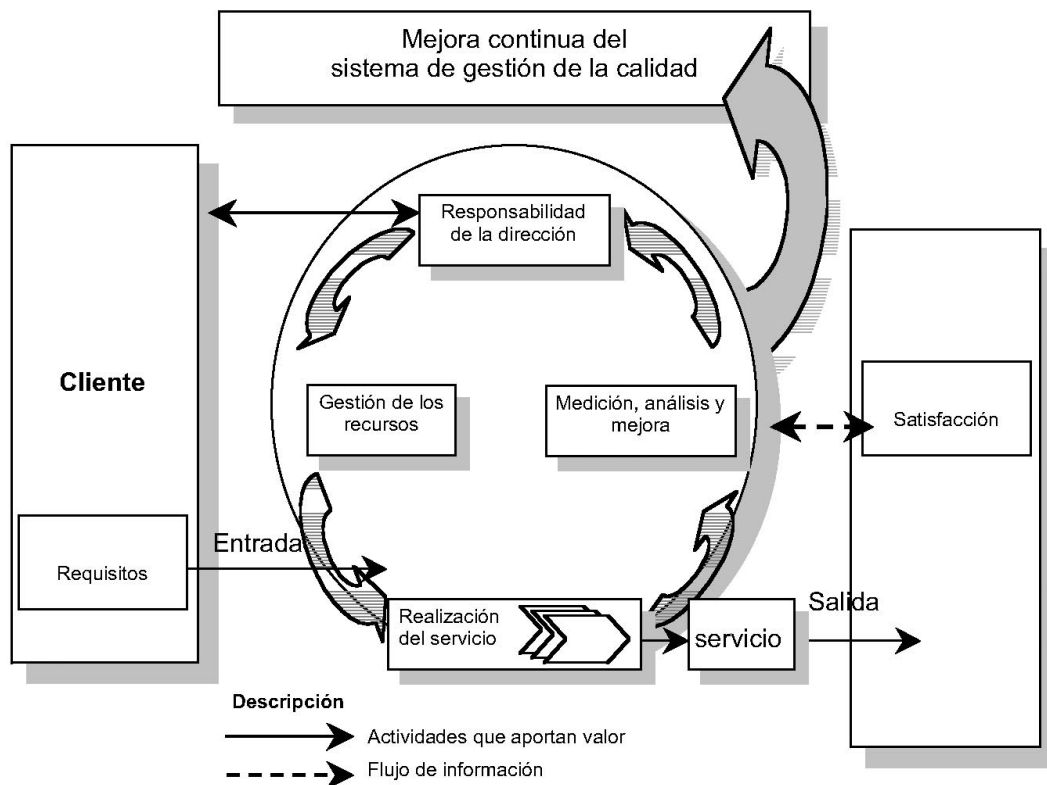 Mejora continua del
sistema de gestión de la calidad
Responsabilidad
de la dirección
Cliente
Gestión de los
recursos
Medición, análisis y
mejora
Satisfacción
Entrada
Requisitos
Realización
del servicio
servicio
Salida
Descripción
Actividades que aportan valor
Flujo de información